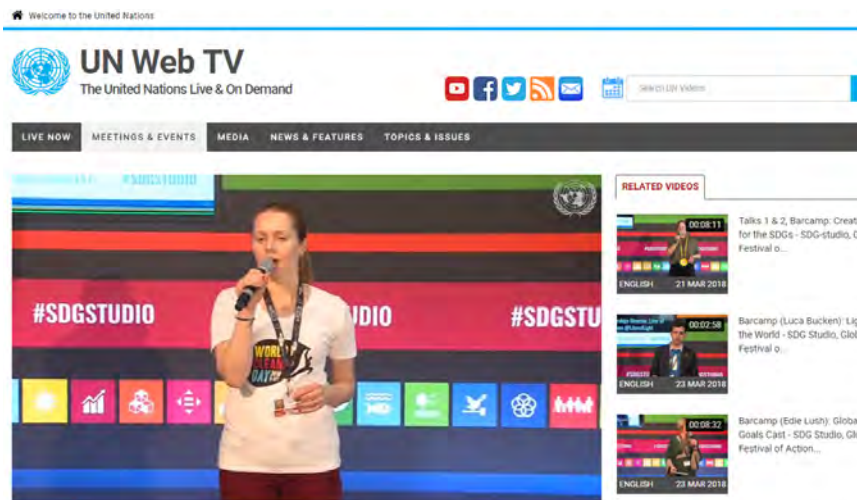 Welcome to the United Nations
UN Web TV
The United Nations Live & On Demand
Search UN Videos
LIVE NOW MEETINGS & EVENTS MEDIA NEWS & FEATURES TOPICS & ISSUES
#SDGSTUDIO
#SDGSTUDIO
UDIO
#SDGSTU
WORLD
CLEAN
DAY
RELATED VIDEOS
00:08:11
ENGLISH 21 MAR 2018
Talks 1 & 2, Barcamp: Creat
for the SDGs - SDG-studio, G
Festival o...
00:02:58
ENGLISH 23 MAR 2018
Barcamp (Luca Bucken): Lig
the World - SDG Studio, Glob
Festival o...
00:08:32
ENGLISH 23 MAR 2018
Barcamp (Edie Lush): Globa
Goals Cast - SDG Studio, Glo
Festival of Action...